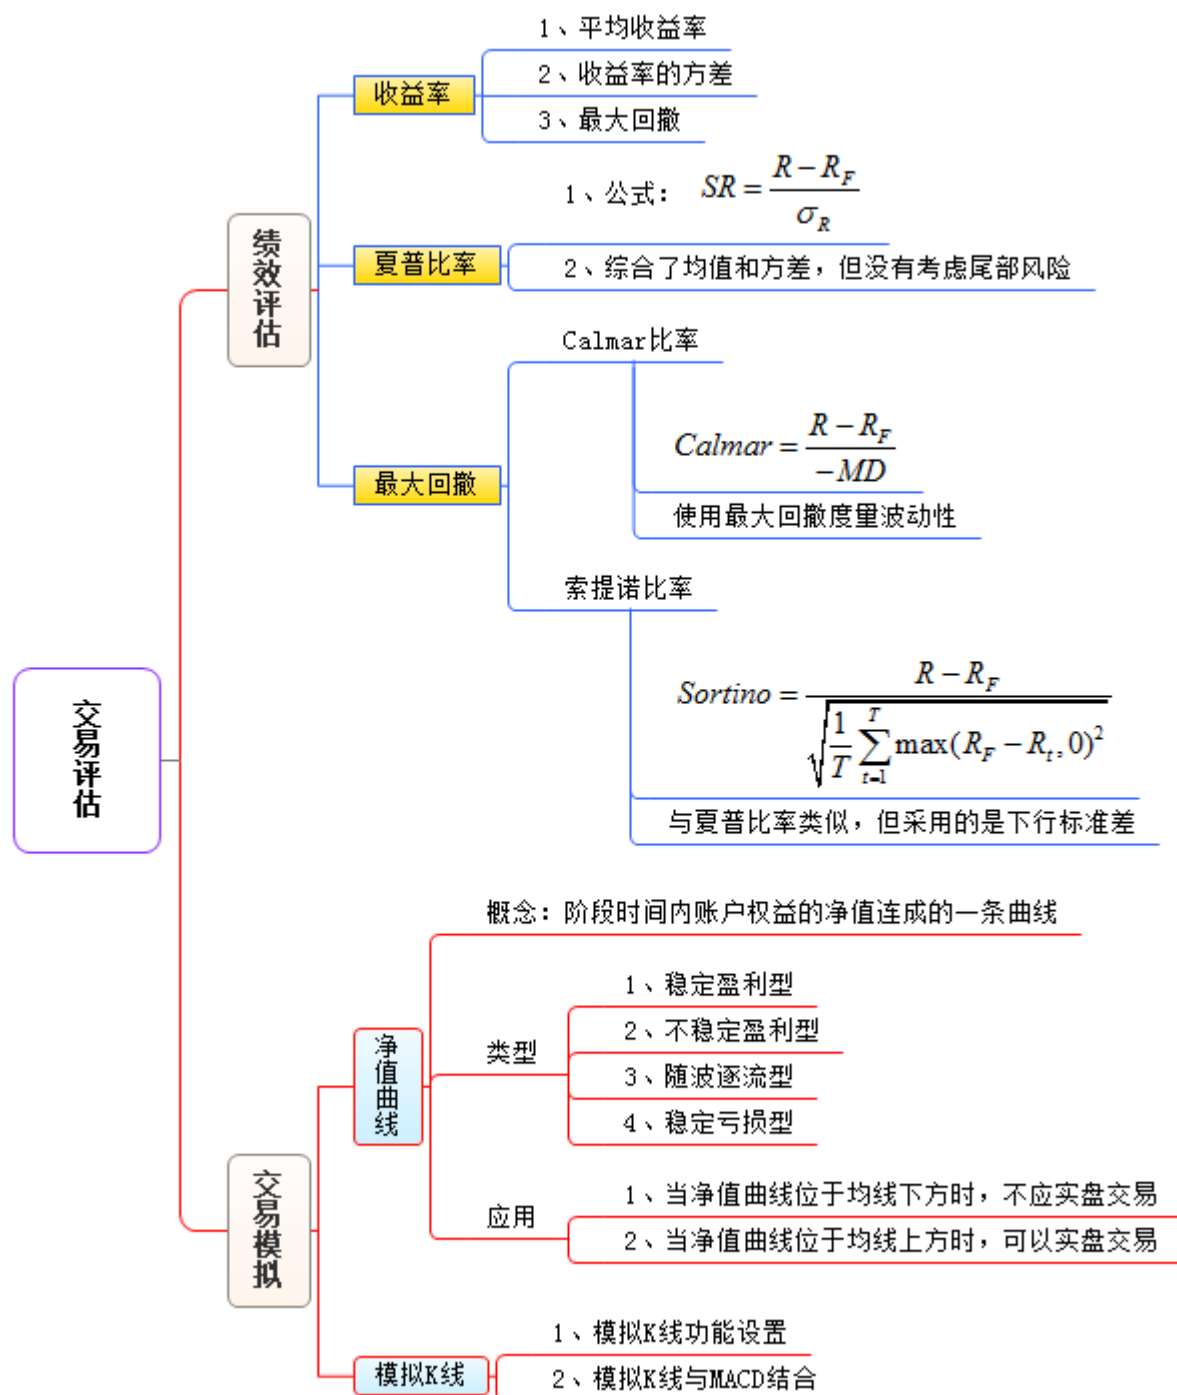 交易评估
绩效评估
收益率
1、平均收益率
2、收益率的方差
3、最大回撤
夏普比率
1、公式： SR = \frac{R - R_F}{\sigma_R}
2、综合了均值和方差，但没有考虑尾部风险
最大回撤
Calmar比率
Calmar = \frac{R - R_F}{-MD}
使用最大回撤度量波动性
索提诺比率
Sortino = \frac{R - R_F}{\sqrt{\frac{1}{T} \sum_{t=1}^{T} \max(R_F - R_t, 0)^2}}
与夏普比率类似，但采用的是下行标准差
交易模拟
净值曲线
概念：阶段时间内账户权益的净值连成的一条曲线
类型
1、稳定盈利型
2、不稳定盈利型
3、随波逐流型
4、稳定亏损型
应用
1、当净值曲线位于均线下方时，不应实盘交易
2、当净值曲线位于均线上方时，可以实盘交易
模拟K线
1、模拟K线功能设置
2、模拟K线与MACD结合